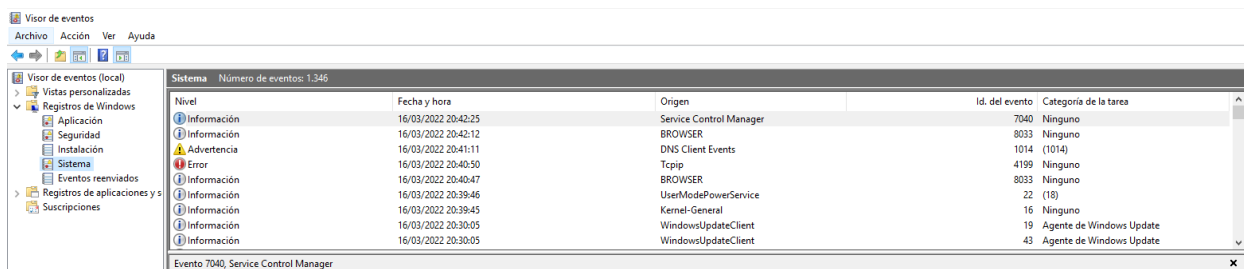 Visor de eventos
Archivo Acción Ver Ayuda
Visor de eventos (local)
Vistas personalizadas
Registros de Windows
Aplicación
Seguridad
Instalación
Sistema
Eventos reenviados
Registros de aplicaciones y s
Suscripciones
Sistema Número de eventos: 1.346
Nivel Fecha y hora Origen Id. del evento Categoría de la tarea
Información 16/03/2022 20:42:25 Service Control Manager 7040 Ninguno
Información 16/03/2022 20:42:12 BROWSER 8033 Ninguno
Advertencia 16/03/2022 20:41:11 DNS Client Events 1014 (1014)
Error 16/03/2022 20:40:50 Tcpip 4199 Ninguno
Información 16/03/2022 20:40:47 BROWSER 8033 Ninguno
Información 16/03/2022 20:39:46 UserModePowerService 22 (18)
Información 16/03/2022 20:39:45 Kernel-General 16 Ninguno
Información 16/03/2022 20:30:05 WindowsUpdateClient 19 Agente de Windows Update
Información 16/03/2022 20:30:05 WindowsUpdateClient 43 Agente de Windows Update
Evento 7040, Service Control Manager